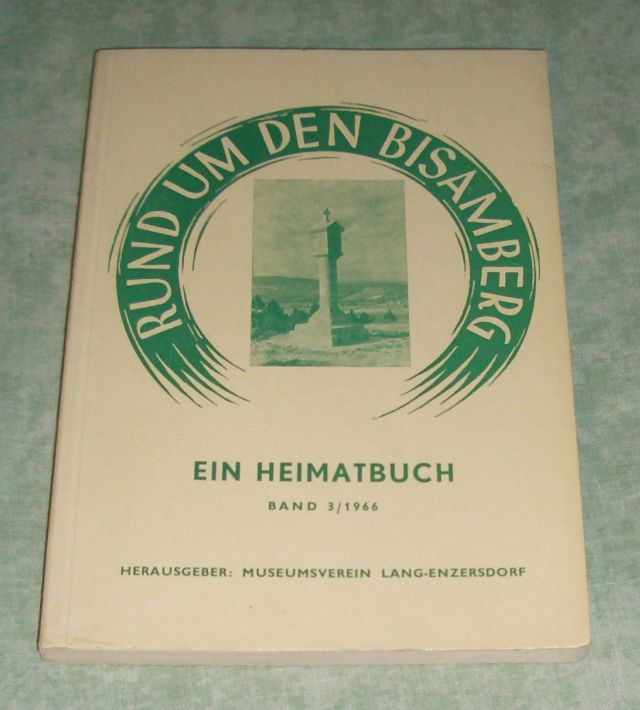 RUND UM DEN BISAMBERG
EIN HEIMATBUCH
BAND 3/1966
HERAUSGEBER: MUSEUMSVEREIN LANG-ENZERSDORF